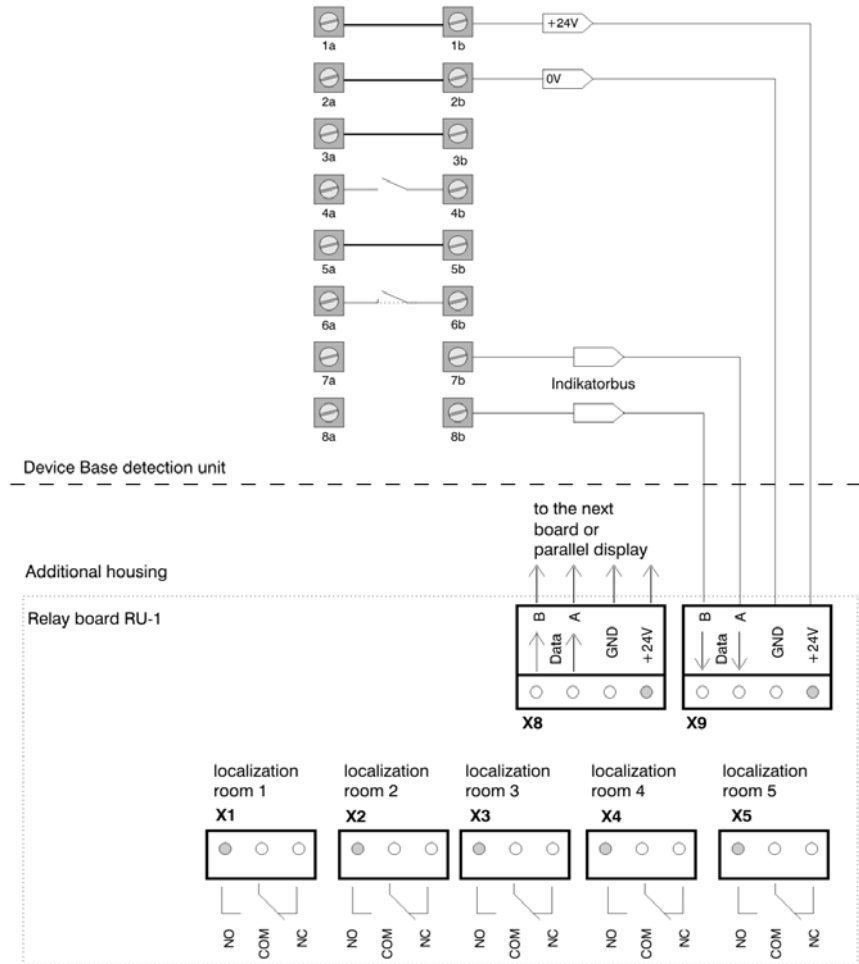 +24V
1a 1b
0V
2a 2b
3a 3b
4a 4b
5a 5b
6a 6b
7a 7b
Indikatorbus
8a 8b
Device Base detection unit
to the next
board or
parallel display
Additional housing
Relay board RU-1
B A GND +24V
Data
X8
B A GND +24V
Data
X9
localization
room 1
X1
localization
room 2
X2
localization
room 3
X3
localization
room 4
X4
localization
room 5
X5
NO COM NC
NO COM NC
NO COM NC
NO COM NC
NO COM NC